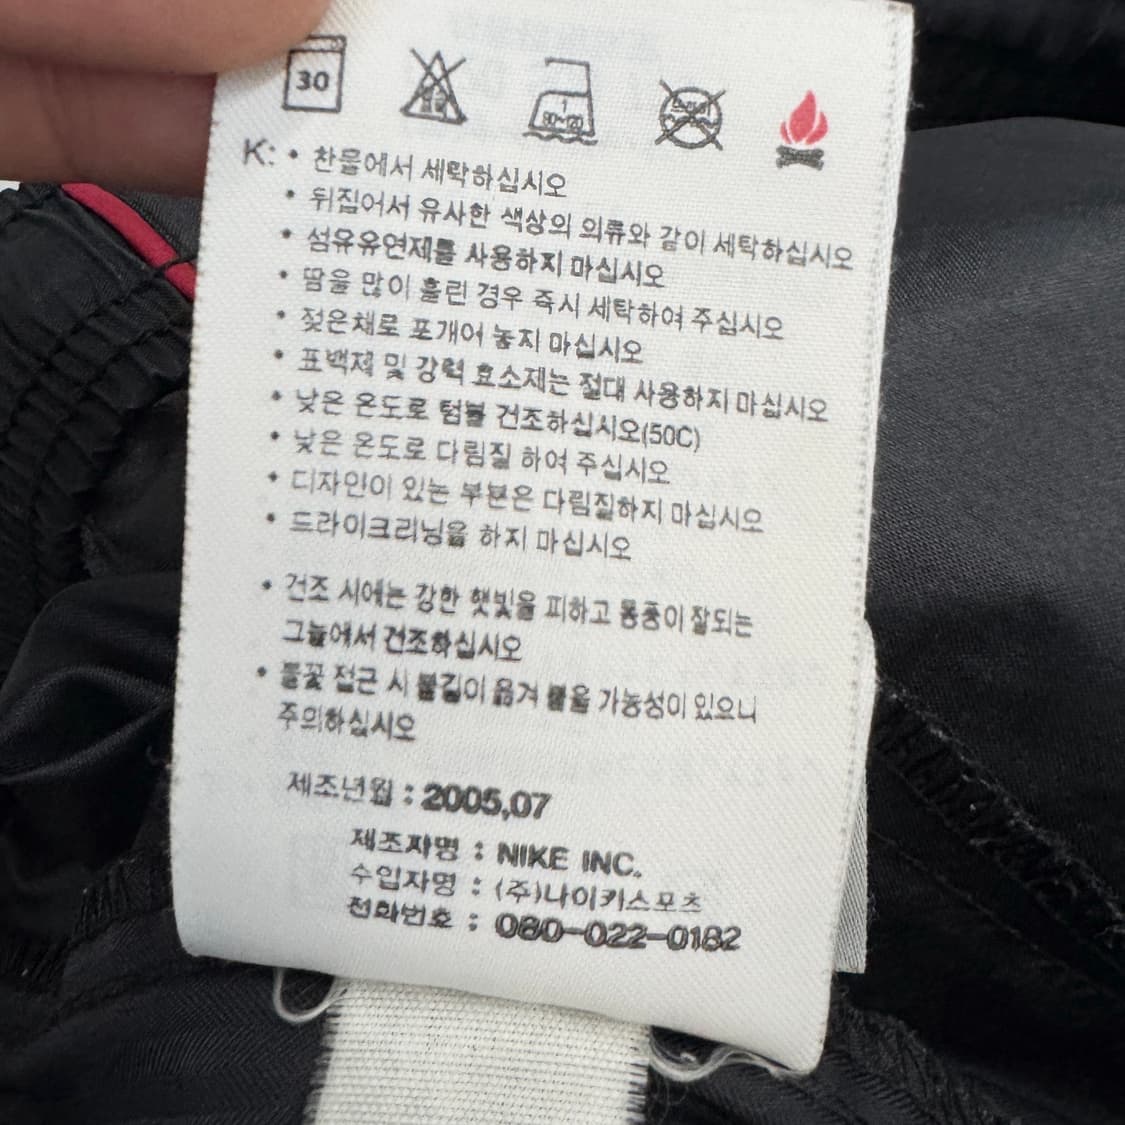 30
1
80~120
K: • 찬물에서 세탁하십시오
• 뒤집어서 유사한 색상의 의류와 같이 세탁하십시오
• 섬유유연제를 사용하지 마십시오
• 땀을 많이 흘린 경우 즉시 세탁하여 주십시오
• 젖은채로 포개어 놓지 마십시오
• 표백제 및 강력 효소제는 절대 사용하지 마십시오
• 낮은 온도로 텀블 건조하십시오(50C)
• 낮은 온도로 다림질 하여 주십시오
• 디자인이 있는 부분은 다림질하지 마십시오
• 드라이크리닝을 하지 마십시오
• 건조 시에는 강한 햇빛을 피하고 통풍이 잘되는
그늘에서 건조하십시오
• 불꽃 접근 시 불길이 옮겨 붙을 가능성이 있으니
주의하십시오
제조년월 : 2005,07
제조자명 : NIKE INC.
수입자명 : (주)나이키스포츠
전화번호 : 080-022-0182